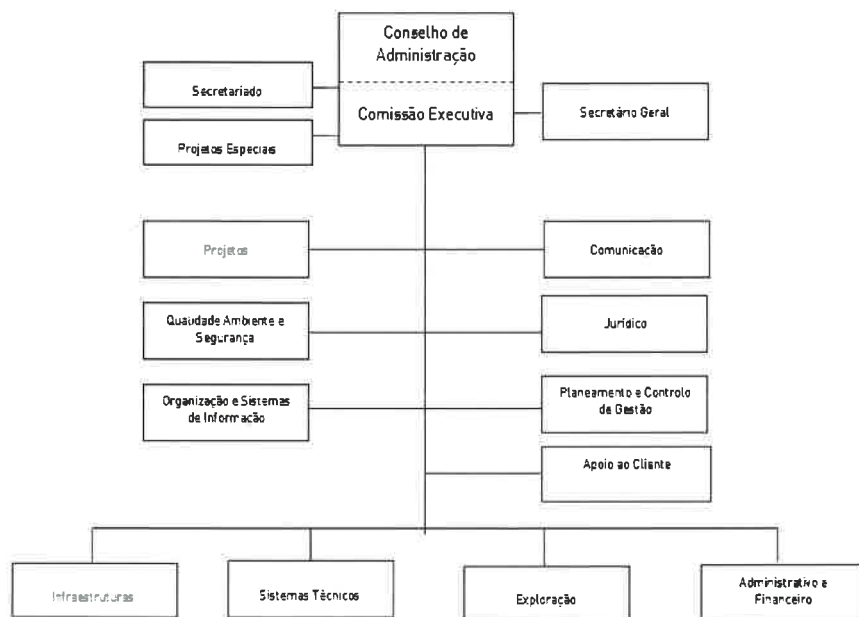 Conselho de
Administração
Secretariado
Comissão Executiva
Secretário Geral
Projetos Especiais
Projetos
Comunicação
Qualidade Ambiente e
Segurança
Jurídico
Organização e Sistemas
de Informação
Planeamento e Controlo
de Gestão
Apoio ao Cliente
Infraestruturas
Sistemas Técnicos
Exploração
Administrativo e
Financeiro